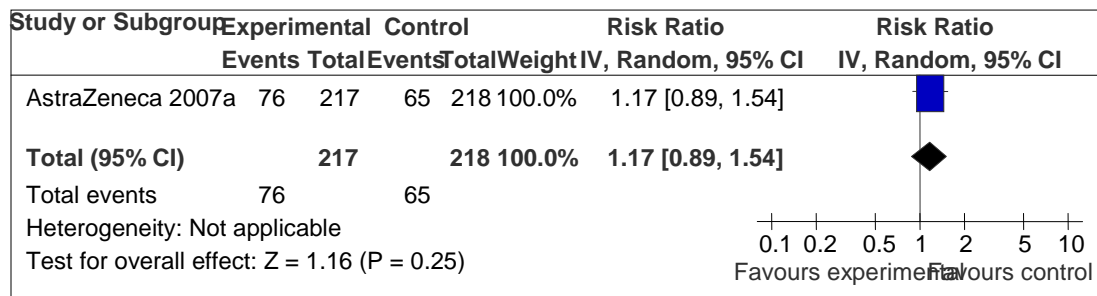 Study or Subgroup Experimental Control Risk Ratio Risk Ratio
Events Total Events Total Weight IV, Random, 95% CI IV, Random, 95% CI
AstraZeneca 2007a 76 217 65 218 100.0% 1.17 [0.89, 1.54]
Total (95% CI) 217 218 100.0% 1.17 [0.89, 1.54]
Total events 76 65
Heterogeneity: Not applicable
Test for overall effect: Z = 1.16 (P = 0.25)
0.1 0.2 0.5 1 2 5 10
Favours experimental Favours control